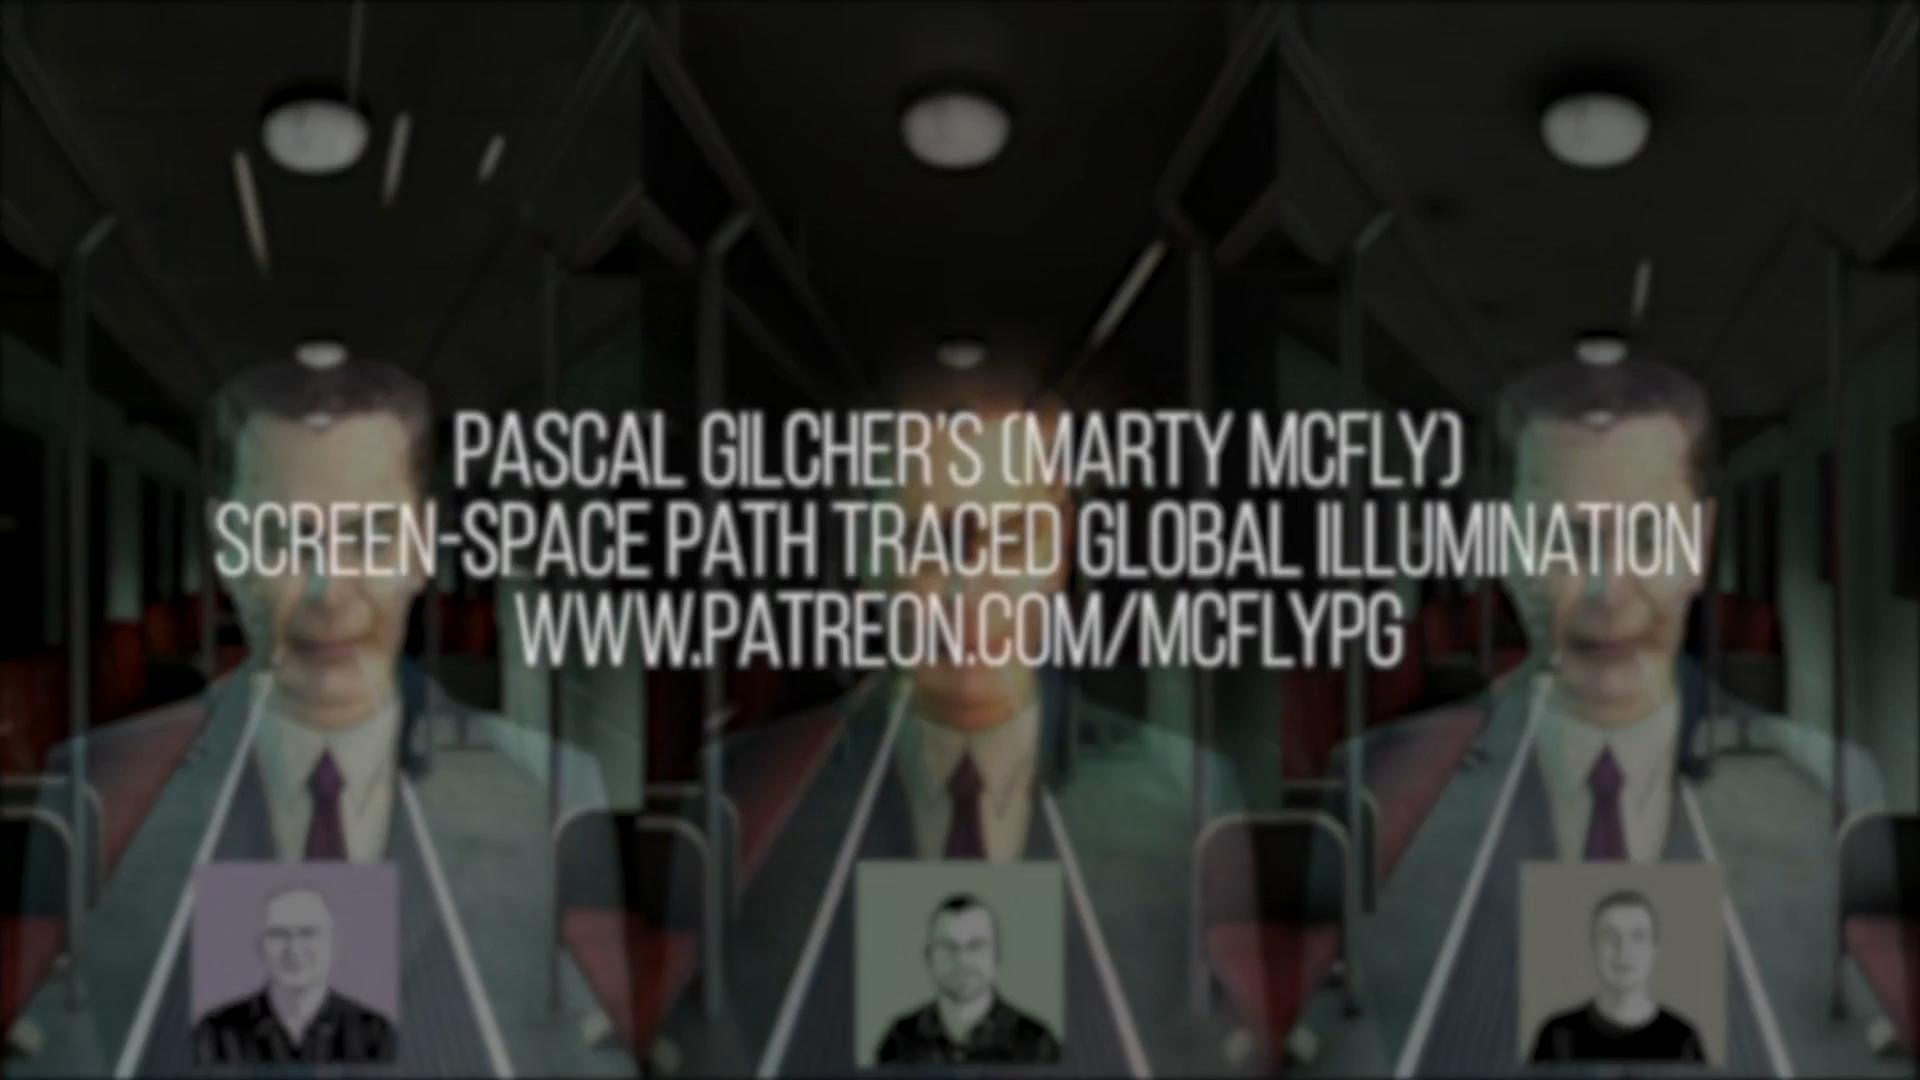 PASCAL GILCHER'S (MARTY MCFLY)
SCREEN-SPACE PATH TRACED GLOBAL ILLUMINATION
WWW.PATREON.COM/MCFLYPG